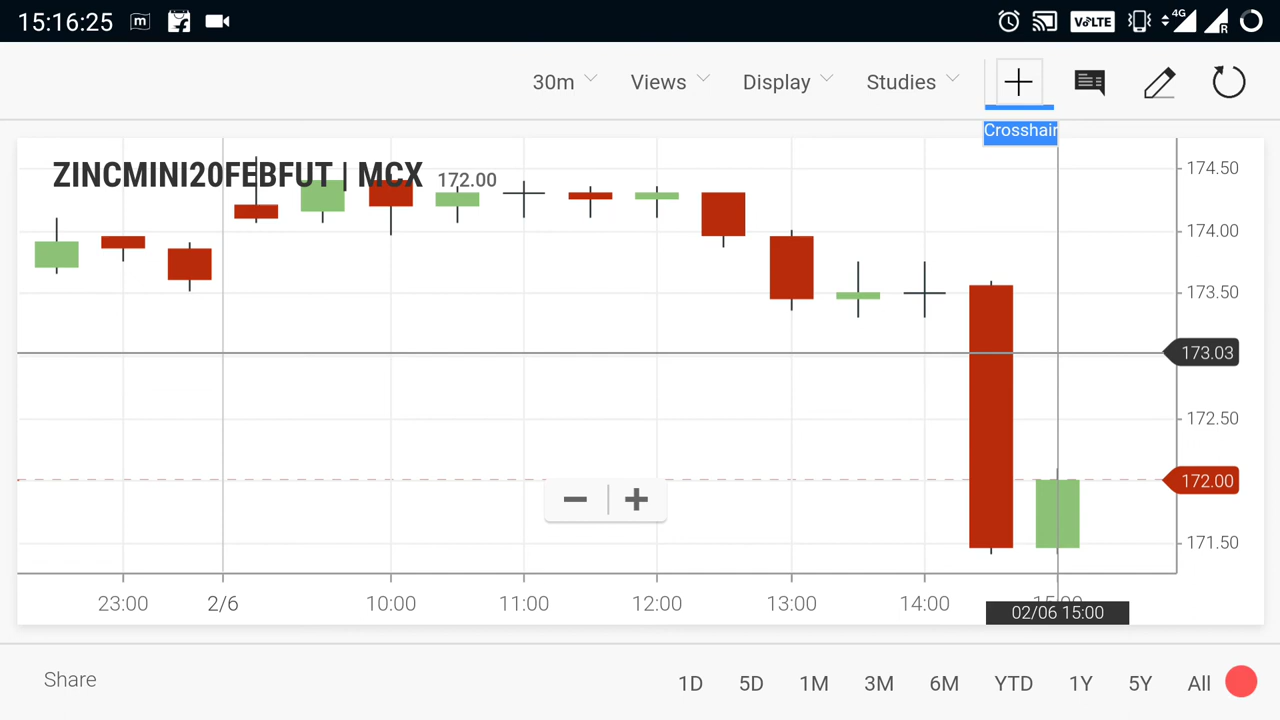 15:16:25 m VoLTE 4G R
30m Views Display Studies
Crosshair
ZINCMINI20FEBFUT | MCX 172.00
174.50
174.00
173.50
173.03
172.50
172.00
171.50
23:00 2/6 10:00 11:00 12:00 13:00 14:00 15:00
02/06 15:00
Share 1D 5D 1M 3M 6M YTD 1Y 5Y All